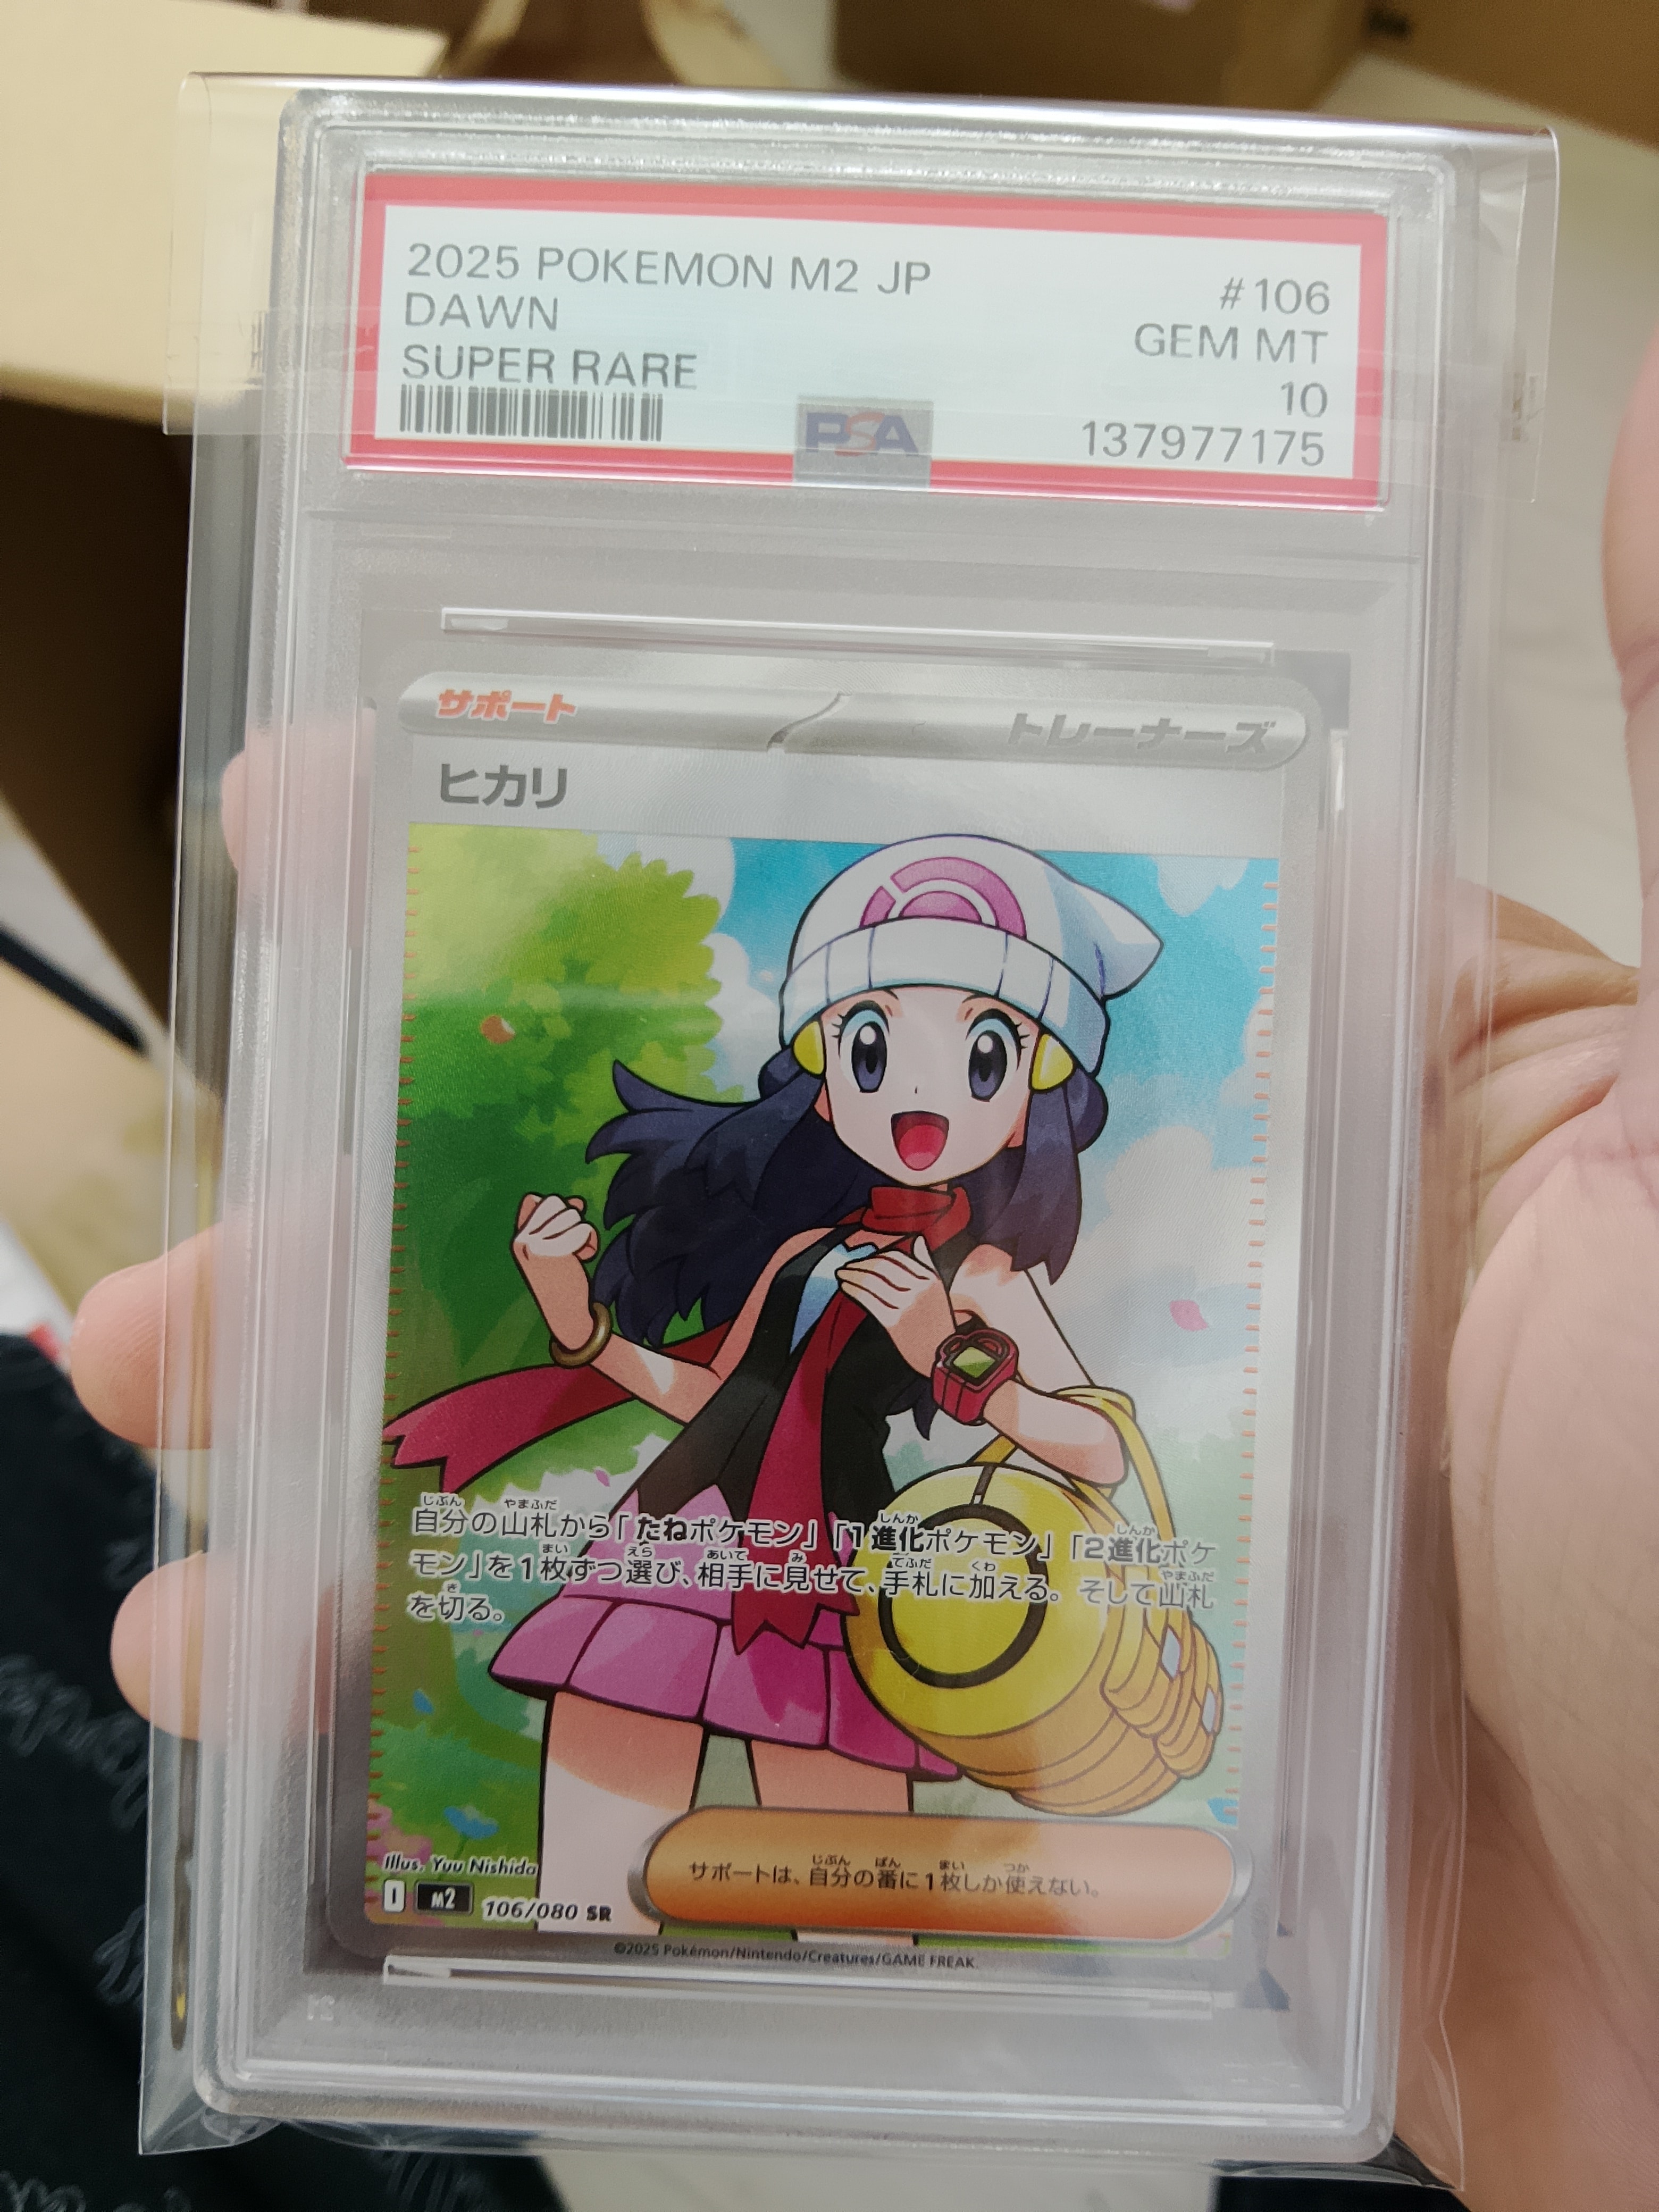 2025 POKEMON M2 JP #106
DAWN GEM MT
SUPER RARE 10
PSA 137977175
サポート トレーナーズ
ヒカリ
自分の山札から「たねポケモン」「1進化ポケモン」「2進化ポケ
モン」を1枚ずつ選び、相手に見せて、手札に加える。そして山札
を切る。
Illus. Yuu Nishida
サポートは、自分の番に1枚しか使えない。
I M2 106/080 SR
©2025 Pokémon/Nintendo/Creatures/GAME FREAK.